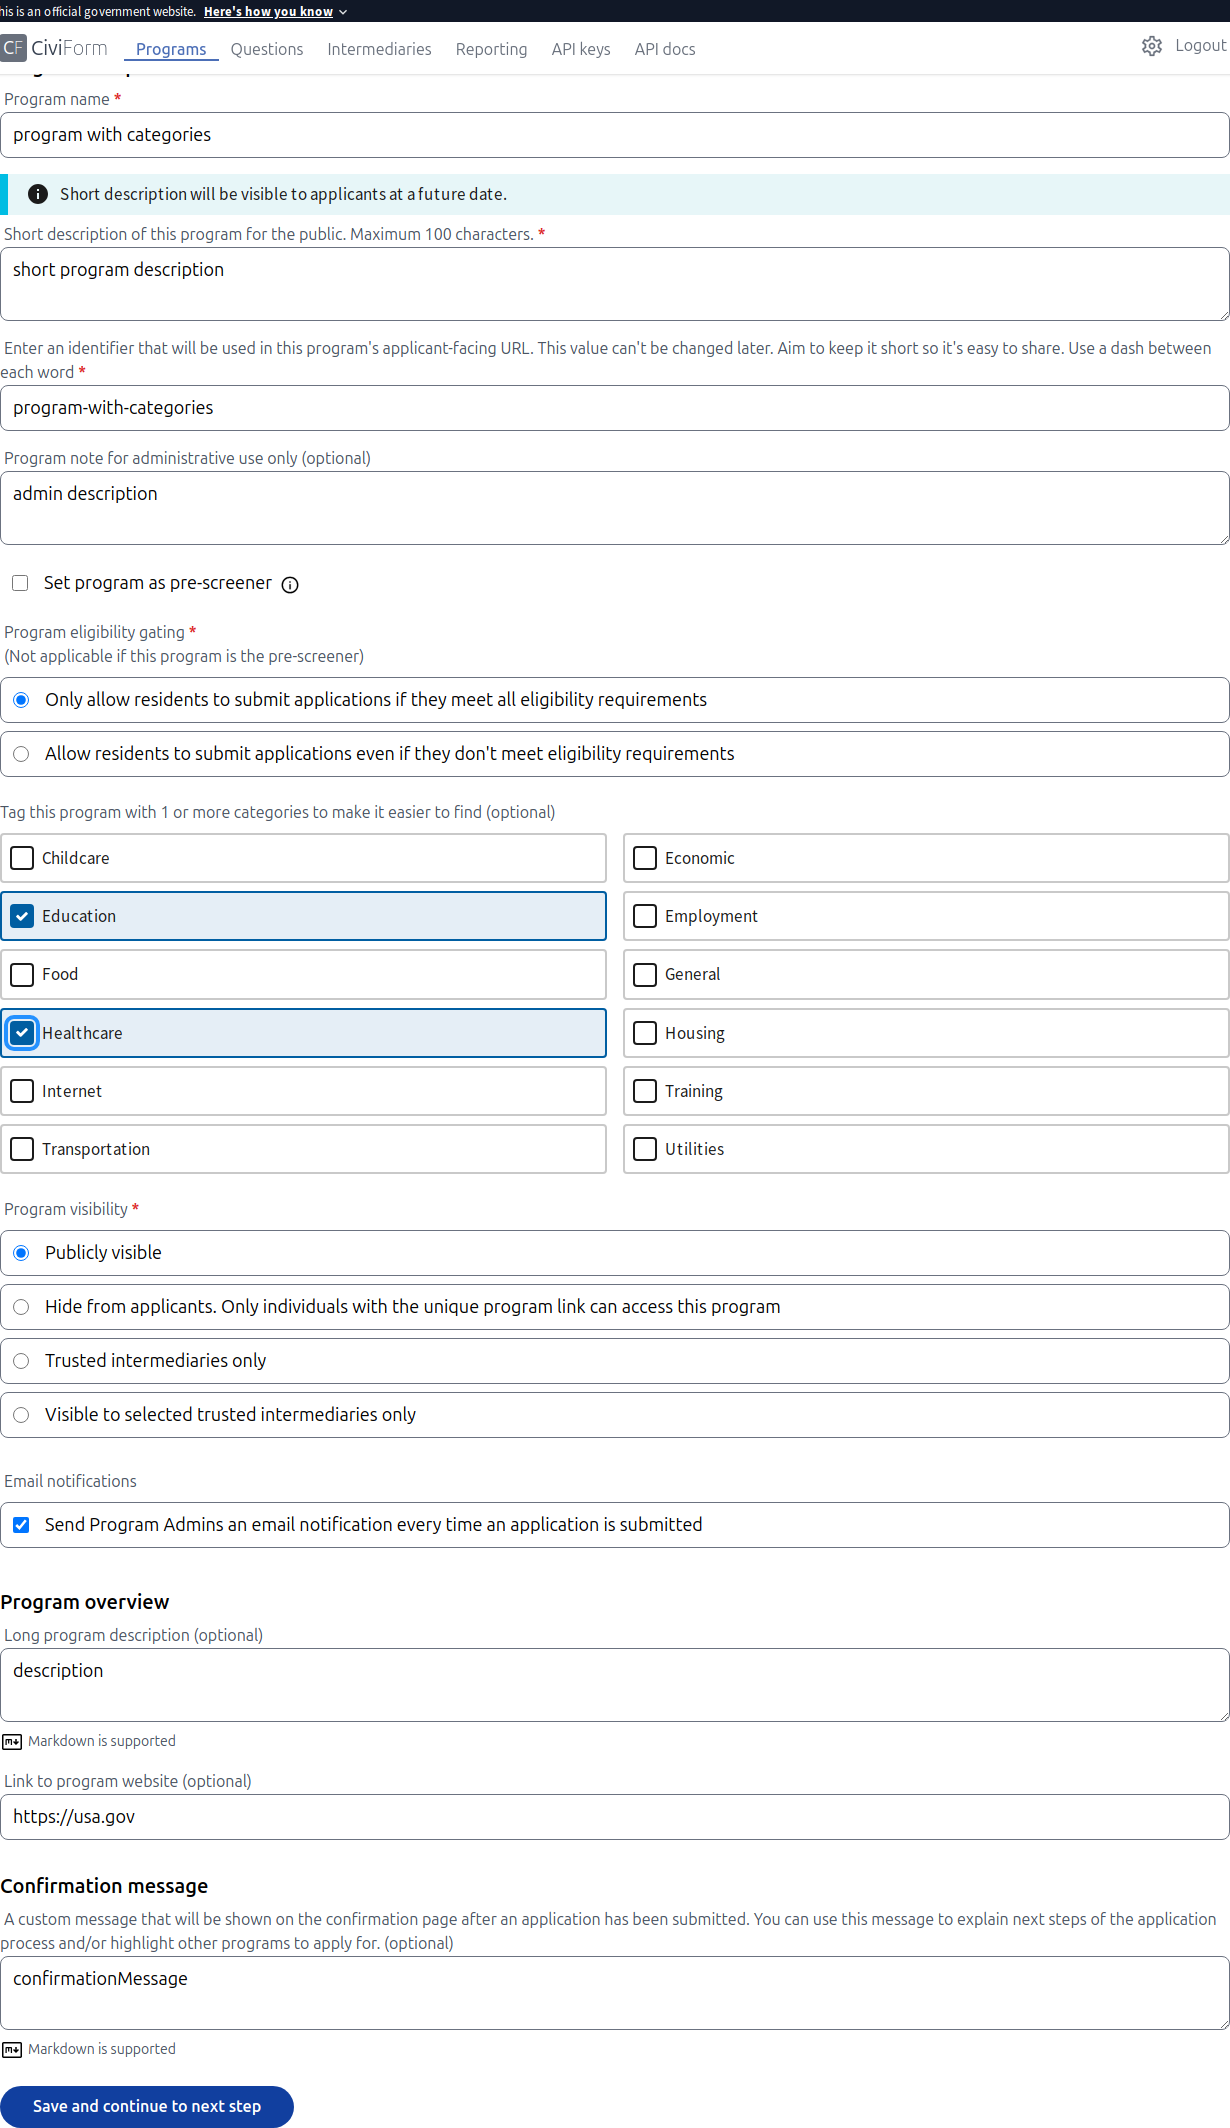 his is an official government website. Here's how you know
CF CiviForm Programs Questions Intermediaries Reporting API keys API docs Logout
Program name *
program with categories
Short description will be visible to applicants at a future date.
Short description of this program for the public. Maximum 100 characters. *
short program description
Enter an identifier that will be used in this program's applicant-facing URL. This value can't be changed later. Aim to keep it short so it's easy to share. Use a dash between
each word *
program-with-categories
Program note for administrative use only (optional)
admin description
Set program as pre-screener
Program eligibility gating *
(Not applicable if this program is the pre-screener)
Only allow residents to submit applications if they meet all eligibility requirements
Allow residents to submit applications even if they don't meet eligibility requirements
Tag this program with 1 or more categories to make it easier to find (optional)
Childcare Economic
Education Employment
Food General
Healthcare Housing
Internet Training
Transportation Utilities
Program visibility *
Publicly visible
Hide from applicants. Only individuals with the unique program link can access this program
Trusted intermediaries only
Visible to selected trusted intermediaries only
Email notifications
Send Program Admins an email notification every time an application is submitted
Program overview
Long program description (optional)
description
Markdown is supported
Link to program website (optional)
https://usa.gov
Confirmation message
A custom message that will be shown on the confirmation page after an application has been submitted. You can use this message to explain next steps of the application
process and/or highlight other programs to apply for. (optional)
confirmationMessage
Markdown is supported
Save and continue to next step